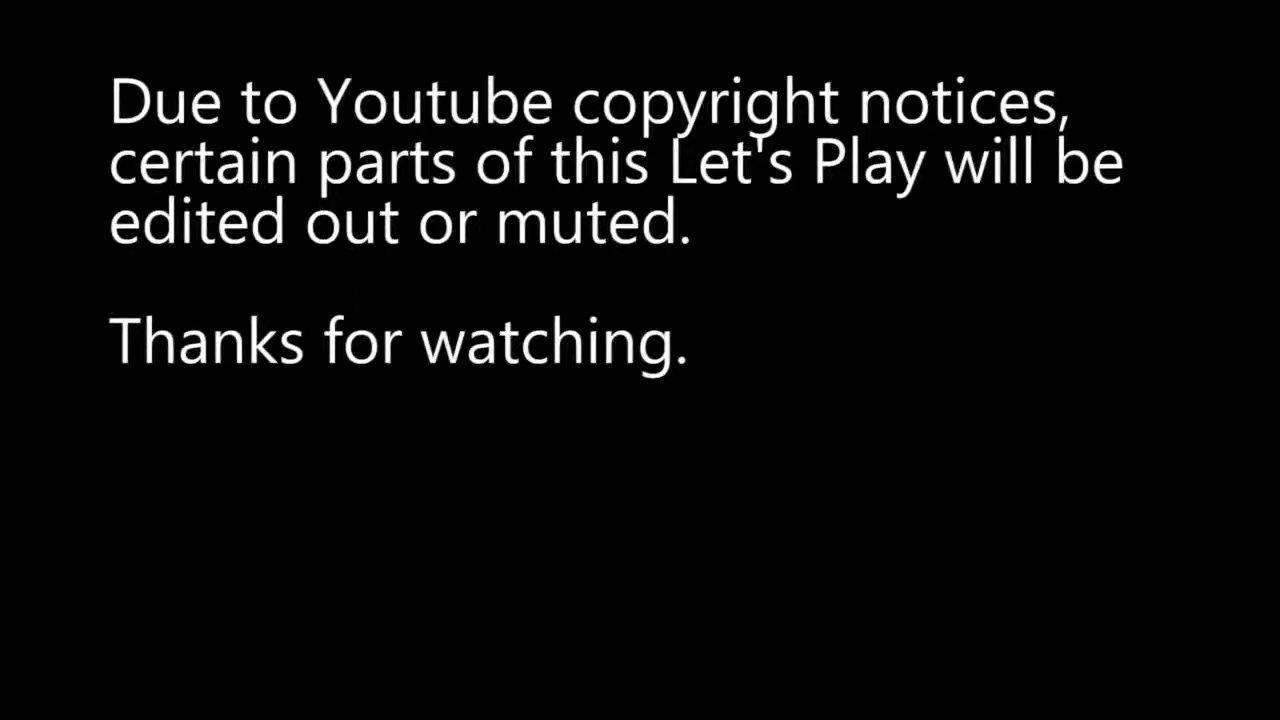 Due to Youtube copyright notices,
certain parts of this Let's Play will be
edited out or muted.
Thanks for watching.